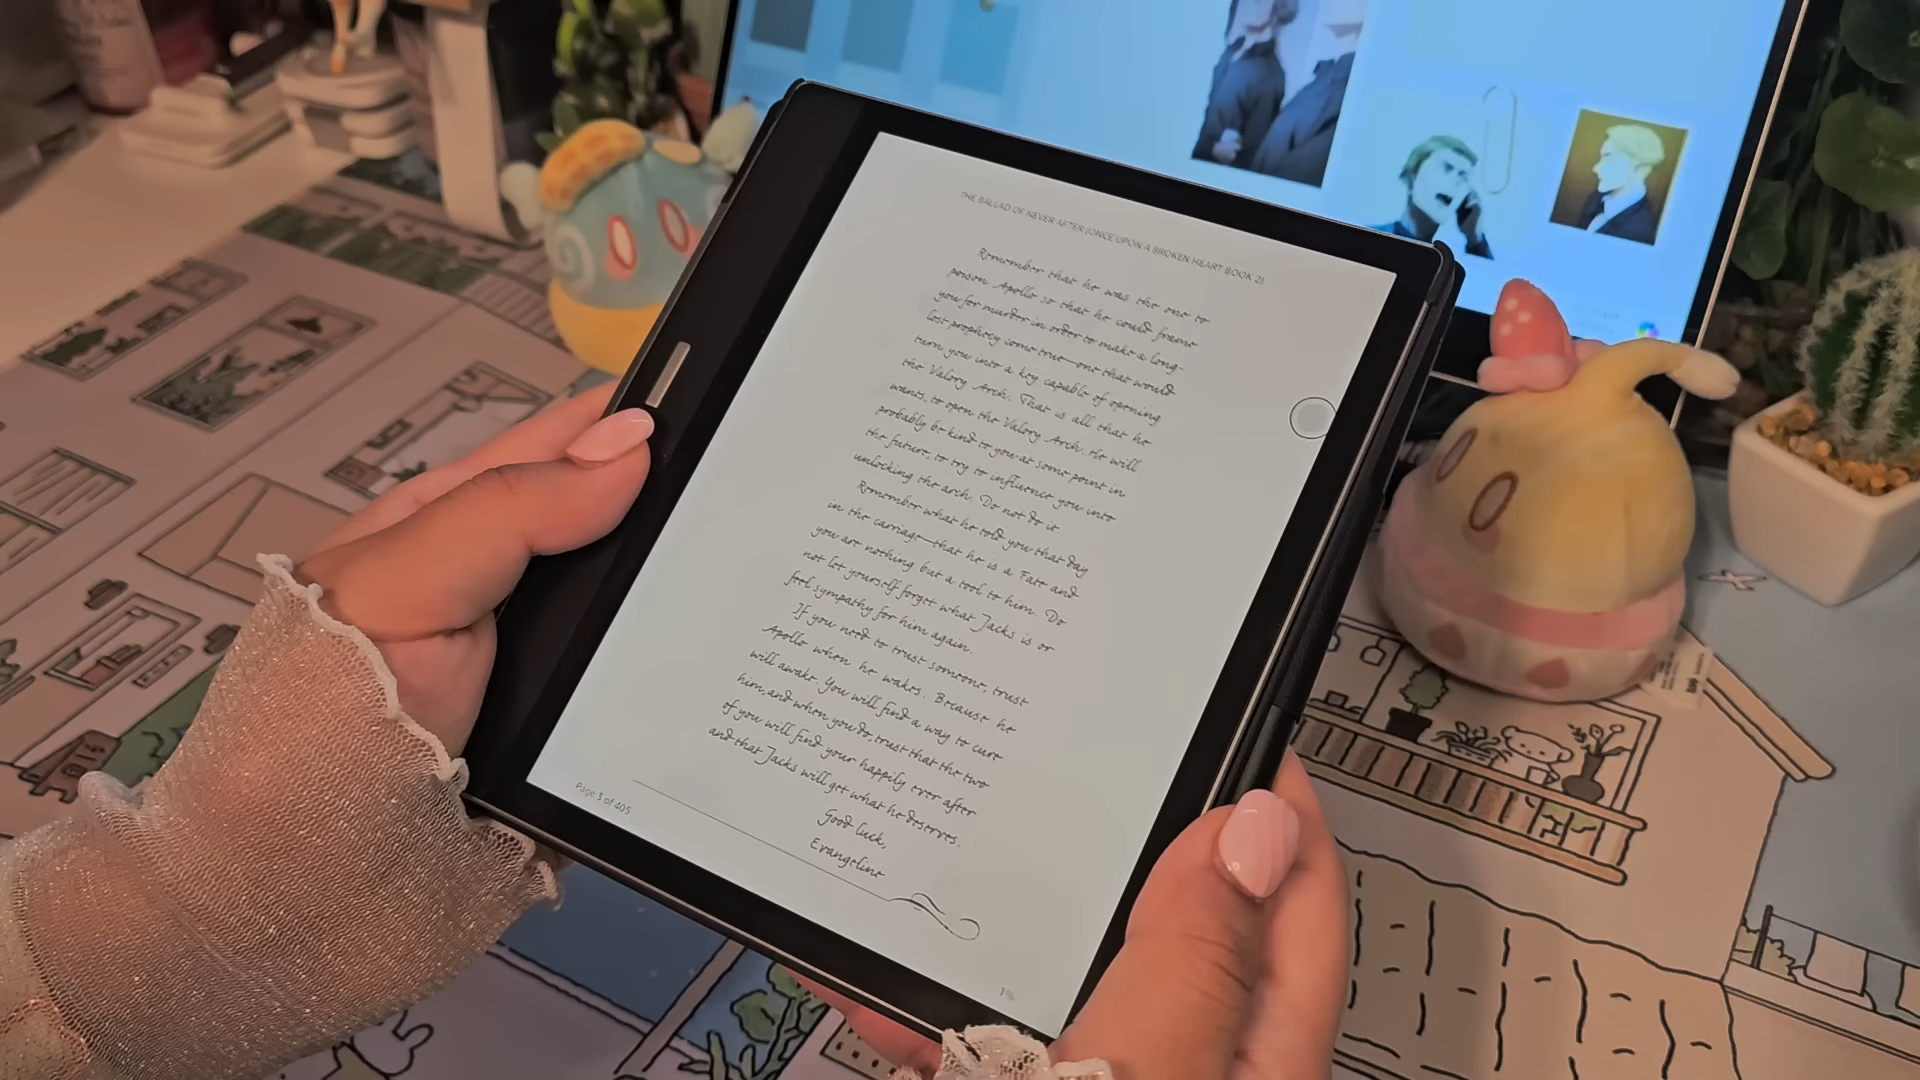 THE BALLAD OF NEVER AFTER (ONCE UPON A BROKEN HEART BOOK 2)
Remember that he was the one to
poison Apollo so that he could frame
you for murder in order to make a long-
lost prophecy come true—one that would
turn you into a key capable of opening
the Valory Arch. That is all that he
wants, to open the Valory Arch. He will
probably be kind to you at some point in
the future, to try to influence you into
unlocking the arch. Do not do it
Remember what he told you that day
in the carriage—that he is a Fate and
you are nothing but a tool to him. Do
not let yourself forget what Jacks is or
feel sympathy for him again.
If you need to trust someone, trust
Apollo when he wakes. Because he
will awake. You will find a way to cure
him, and when you do, trust that the two
of you will find your happily ever after
and that Jacks will get what he deserves.
Good luck,
Evangeline
Page 3 of 405
1%